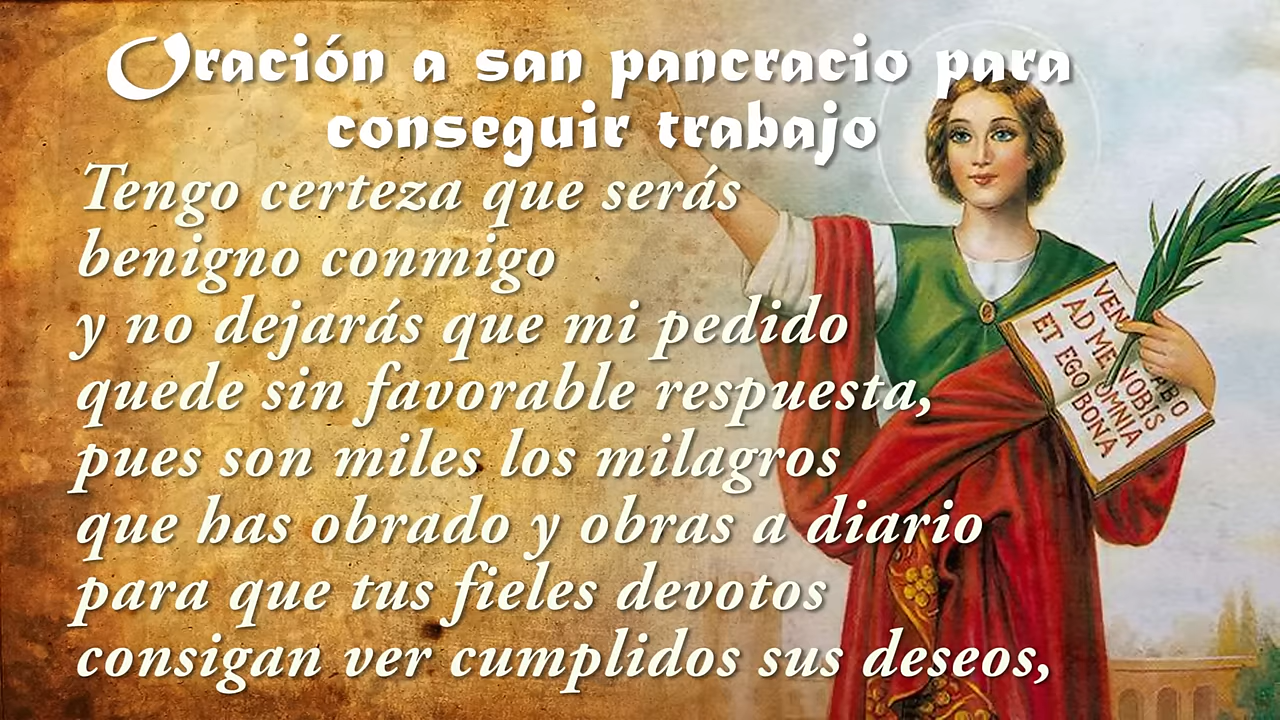 Oración a san pancracio para
conseguir trabajo
Tengo certeza que serás
benigno conmigo
y no dejarás que mi pedido
quede sin favorable respuesta,
pues son miles los milagros
que has obrado y obras a diario
para que tus fieles devotos
consigan ver cumplidos sus deseos,
VEN
AD ME
ET EGO
BONA
OMNIA
VOBIS